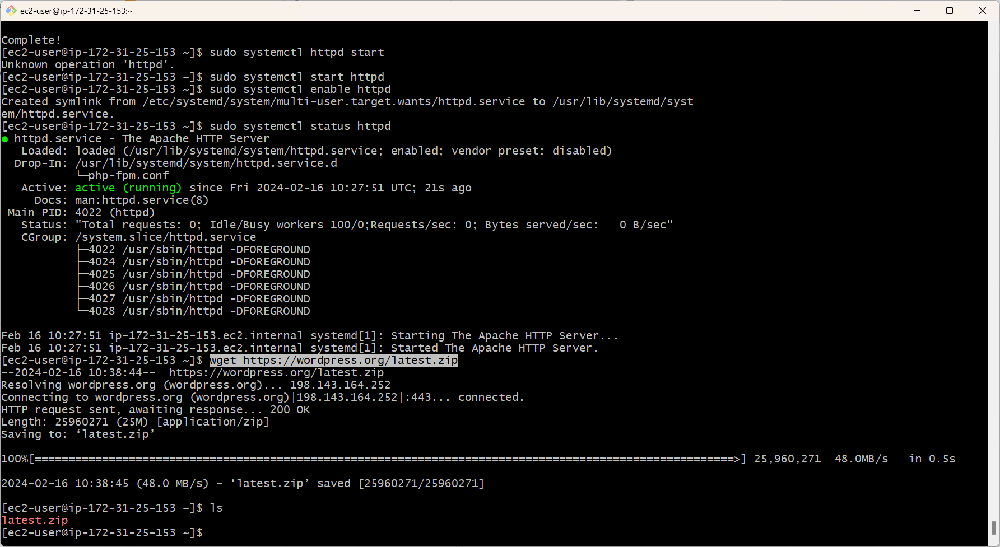 ec2-user@ip-172-31-25-153:~
Complete!
[ec2-user@ip-172-31-25-153 ~]$ sudo systemctl httpd start
Unknown operation 'httpd'.
[ec2-user@ip-172-31-25-153 ~]$ sudo systemctl start httpd
[ec2-user@ip-172-31-25-153 ~]$ sudo systemctl enable httpd
Created symlink from /etc/systemd/system/multi-user.target.wants/httpd.service to /usr/lib/systemd/syst
em/httpd.service.
[ec2-user@ip-172-31-25-153 ~]$ sudo systemctl status httpd
● httpd.service - The Apache HTTP Server
   Loaded: loaded (/usr/lib/systemd/system/httpd.service; enabled; vendor preset: disabled)
  Drop-In: /usr/lib/systemd/system/httpd.service.d
           └─php-fpm.conf
   Active: active (running) since Fri 2024-02-16 10:27:51 UTC; 21s ago
     Docs: man:httpd.service(8)
 Main PID: 4022 (httpd)
   Status: "Total requests: 0; Idle/Busy workers 100/0;Requests/sec: 0; Bytes served/sec:   0 B/sec"
   CGroup: /system.slice/httpd.service
           ├─4022 /usr/sbin/httpd -DFOREGROUND
           ├─4024 /usr/sbin/httpd -DFOREGROUND
           ├─4025 /usr/sbin/httpd -DFOREGROUND
           ├─4026 /usr/sbin/httpd -DFOREGROUND
           ├─4027 /usr/sbin/httpd -DFOREGROUND
           └─4028 /usr/sbin/httpd -DFOREGROUND
Feb 16 10:27:51 ip-172-31-25-153.ec2.internal systemd[1]: Starting The Apache HTTP Server...
Feb 16 10:27:51 ip-172-31-25-153.ec2.internal systemd[1]: Started The Apache HTTP Server.
[ec2-user@ip-172-31-25-153 ~]$ wget https://wordpress.org/latest.zip
--2024-02-16 10:38:44--  https://wordpress.org/latest.zip
Resolving wordpress.org (wordpress.org)... 198.143.164.252
Connecting to wordpress.org (wordpress.org)|198.143.164.252|:443... connected.
HTTP request sent, awaiting response... 200 OK
Length: 25960271 (25M) [application/zip]
Saving to: ‘latest.zip’
100%[========================================================================================================>] 25,960,271  48.0MB/s   in 0.5s
2024-02-16 10:38:45 (48.0 MB/s) - ‘latest.zip’ saved [25960271/25960271]
[ec2-user@ip-172-31-25-153 ~]$ ls
latest.zip
[ec2-user@ip-172-31-25-153 ~]$